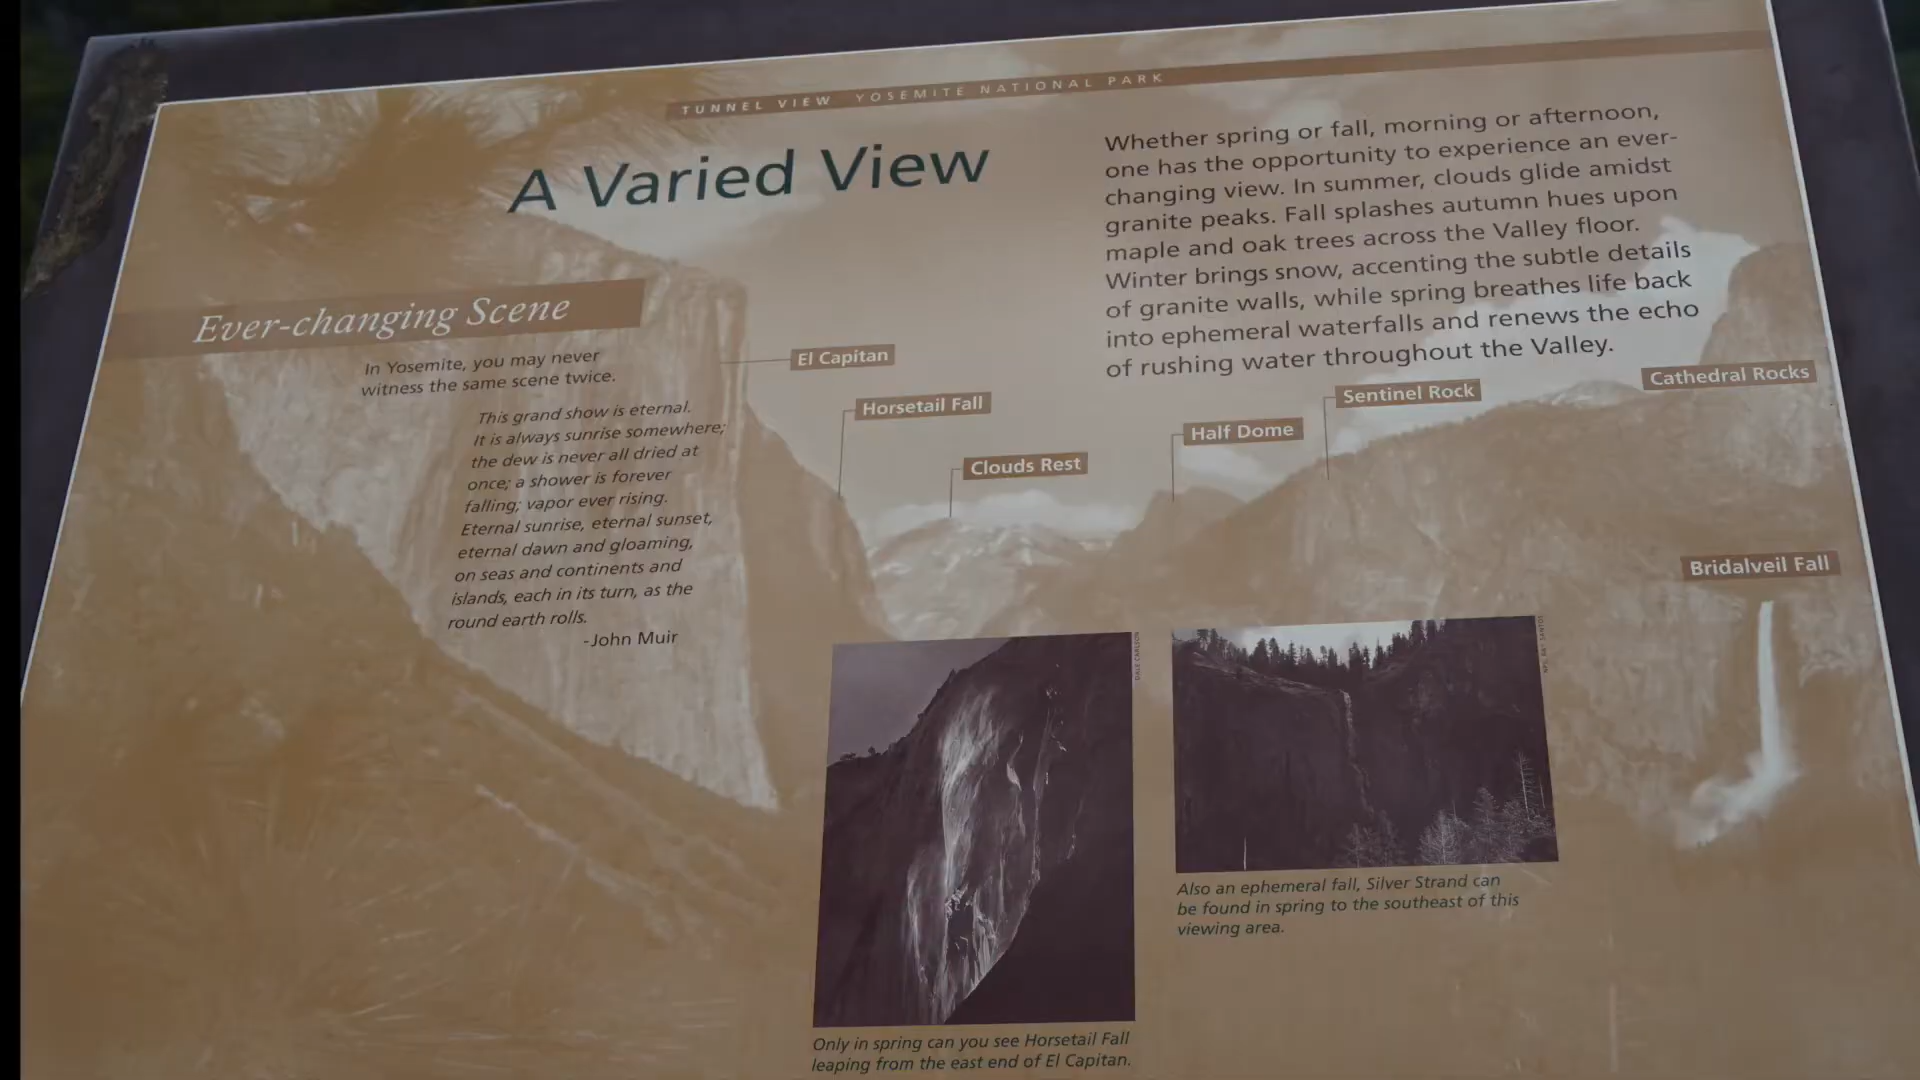 TUNNEL VIEW YOSEMITE NATIONAL PARK
A Varied View
Whether spring or fall, morning or afternoon,
one has the opportunity to experience an ever-
changing view. In summer, clouds glide amidst
granite peaks. Fall splashes autumn hues upon
maple and oak trees across the Valley floor.
Winter brings snow, accenting the subtle details
of granite walls, while spring breathes life back
into ephemeral waterfalls and renews the echo
of rushing water throughout the Valley.
Ever-changing Scene
In Yosemite, you may never
witness the same scene twice.
This grand show is eternal.
It is always sunrise somewhere;
the dew is never all dried at
once; a shower is forever
falling; vapor ever rising.
Eternal sunrise, eternal sunset,
eternal dawn and gloaming,
on seas and continents and
islands, each in its turn, as the
round earth rolls.
-John Muir
El Capitan
Horsetail Fall
Clouds Rest
Half Dome
Sentinel Rock
Cathedral Rocks
Bridalveil Fall
DALE CARLSON
Only in spring can you see Horsetail Fall
leaping from the east end of El Capitan.
Also an ephemeral fall, Silver Strand can
be found in spring to the southeast of this
viewing area.